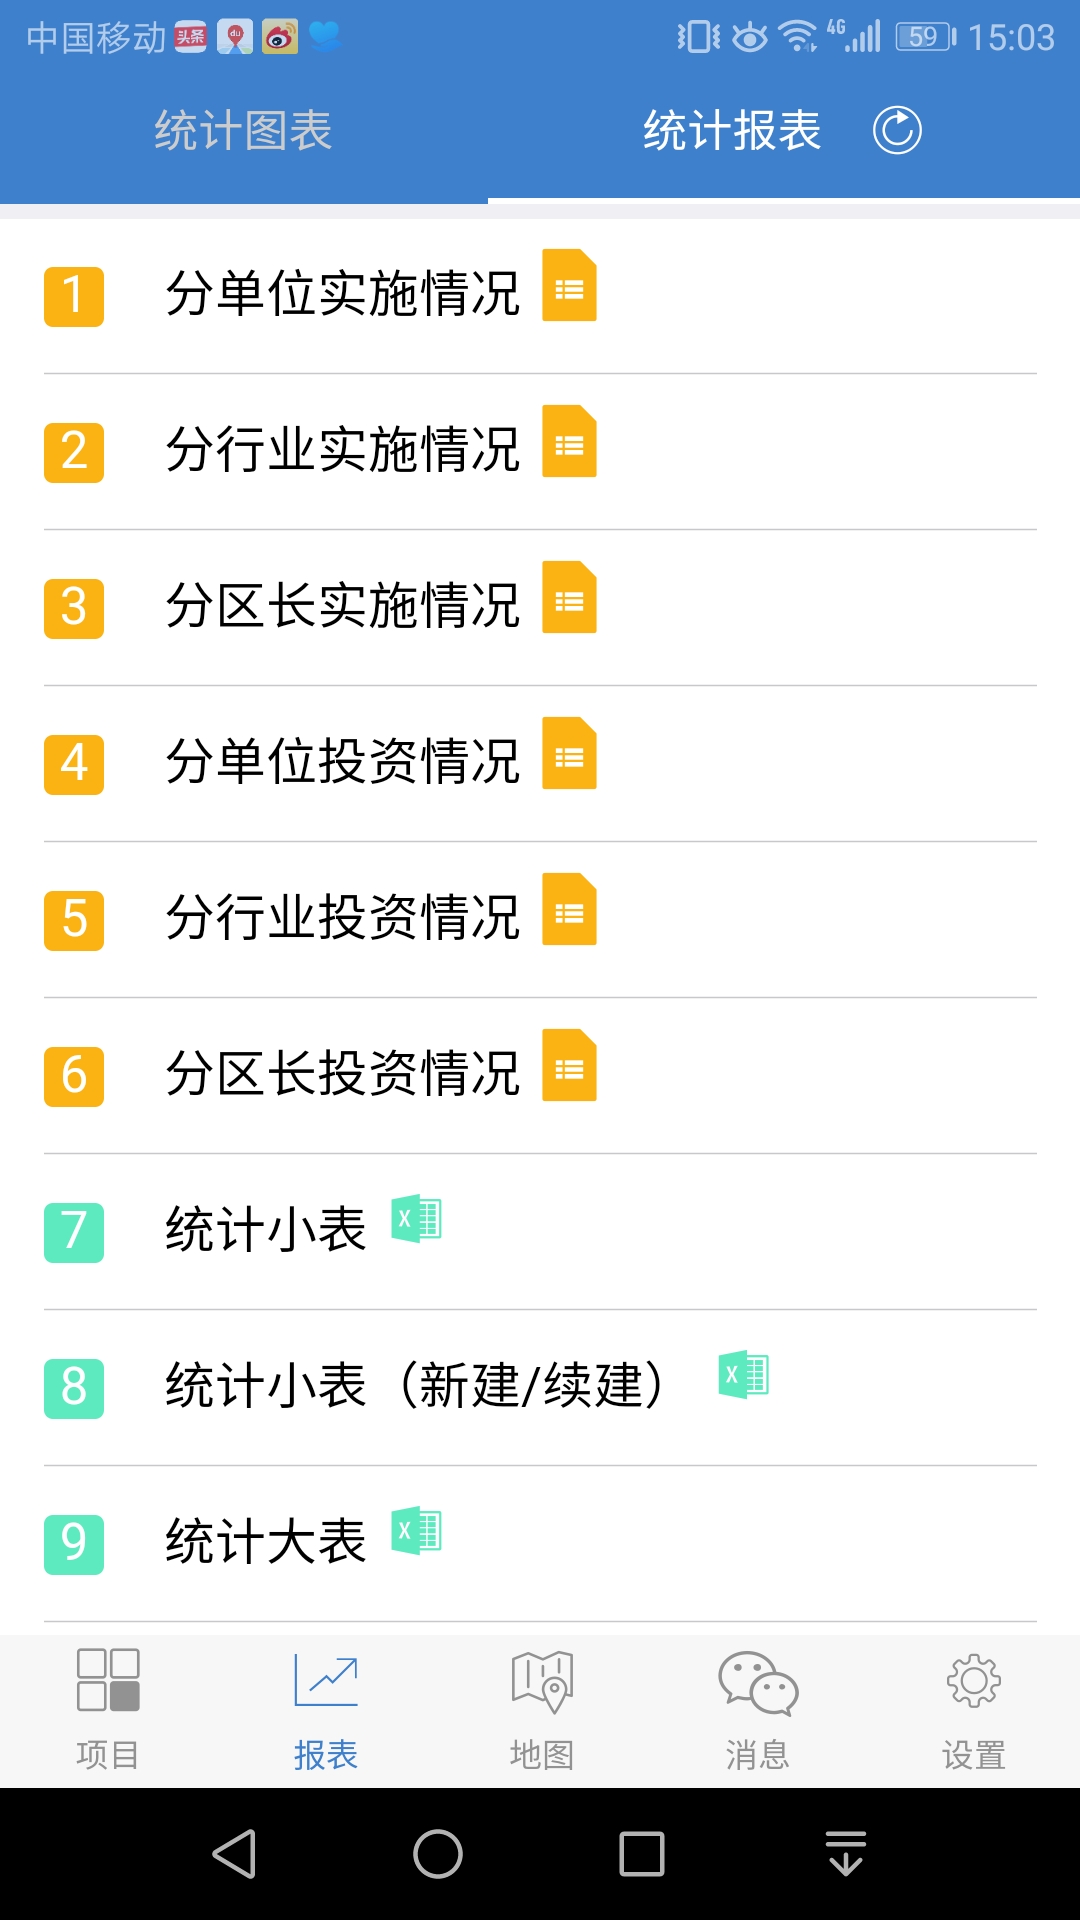 中国移动 头条 du 4G 59 15:03
统计图表 统计报表
1 分单位实施情况
2 分行业实施情况
3 分区长实施情况
4 分单位投资情况
5 分行业投资情况
6 分区长投资情况
7 统计小表 X
8 统计小表（新建/续建） X
9 统计大表 X
项目 报表 地图 消息 设置